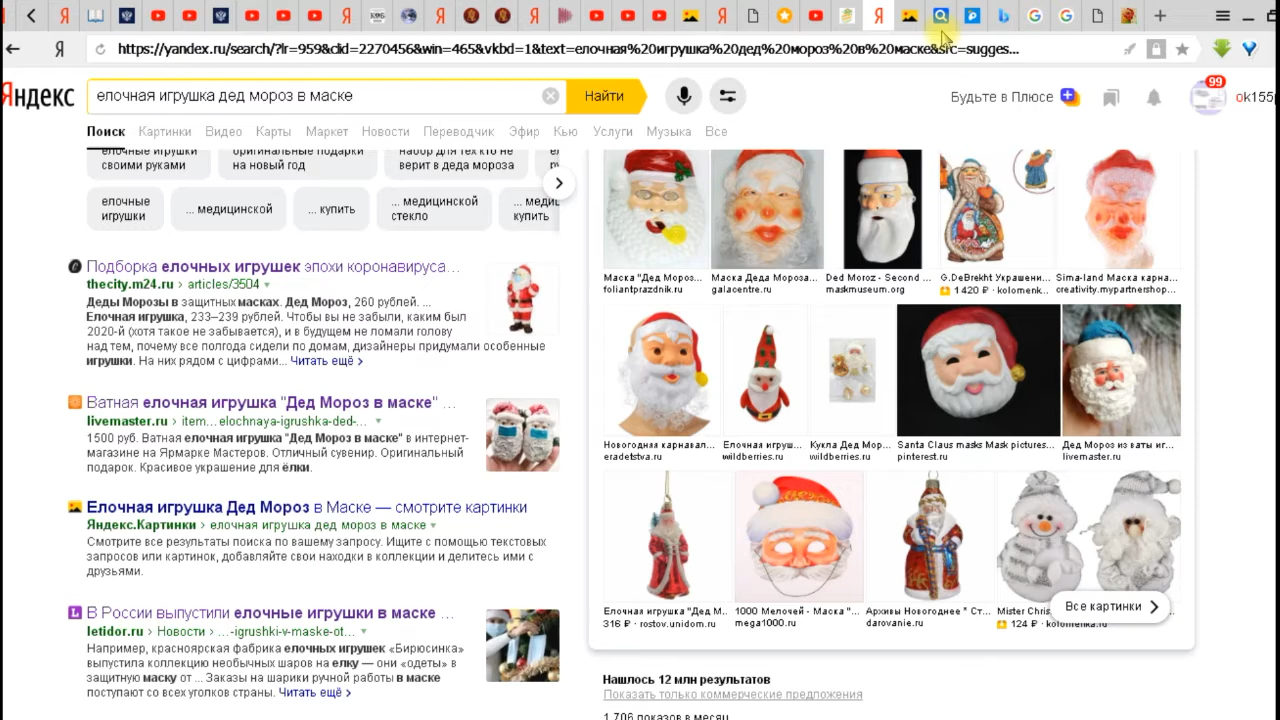 https://yandex.ru/search/?lr=959&clid=2270456&win=465&vkbd=1&text=елочная%20игрушка%20дед%20мороз%20в%20маске&src=sugges...
Яндекс
елочная игрушка дед мороз в маске
Найти
Будьте в Плюсе
99
ok155
Поиск Картинки Видео Карты Маркет Новости Переводчик Эфир Кью Услуги Музыка Все
елочные игрушки своими руками
оригинальные подарки на новый год
набор для тех кто не верит в деда мороза
елочные игрушки
... медицинской
... купить
... медицинской стекло
... меди
купить
Подборка елочных игрушек эпохи коронавируса...
thecity.m24.ru › articles/3504
Деды Морозы в защитных масках. Дед Мороз, 260 рублей. ...
Елочная игрушка, 233–239 рублей. Чтобы вы не забыли, каким был
2020-й (хотя такое не забывается), и в будущем не ломали голову
над тем, почему все полгода сидели по домам, дизайнеры придумали особенные
игрушки. На них рядом с цифрами... Читать ещё ›
Ватная елочная игрушка "Дед Мороз в маске" ...
livemaster.ru › item...elochnaya-igrushka-ded-...
1500 руб. Ватная елочная игрушка "Дед Мороз в маске" в интернет-
магазине на Ярмарке Мастеров. Отличный сувенир. Оригинальный
подарок. Красивое украшение для ёлки.
Елочная игрушка Дед Мороз в Маске — смотрите картинки
Яндекс.Картинки › елочная игрушка дед мороз в маске
Смотрите все результаты поиска по вашему запросу. Ищите с помощью текстовых
запросов или картинок, добавляйте свои находки в коллекции и делитесь ими с
друзьями.
В России выпустили елочные игрушки в маске ...
letidor.ru › Новости › ...-igrushki-v-maske-ot...
Например, красноярская фабрика елочных игрушек «Бирюсинка»
выпустила коллекцию необычных шаров на елку — они «одеты» в
защитную маску от ... Заказы на шарики ручной работы в маске
поступают со всех уголков страны. Читать ещё ›
Маска "Дед Мороз...
foliantprazdnik.ru
Маска Деда Мороза...
galacentre.ru
Ded Moroz - Second ...
maskmuseum.org
G.DeBrekht Украшени...
1 420 ₽ · kolomenk...
Sima-land Маска карна...
creativity.mypartnershop...
Новогодняя карнавал...
eradetstva.ru
Елочная игруш...
wildberries.ru
Кукла Дед Мор...
wildberries.ru
Santa Claus masks Mask pictures...
pinterest.ru
Дед Мороз из ваты иг...
livemaster.ru
Елочная игрушка "Дед М...
316 ₽ · rostov.unidom.ru
1000 Мелочей - Маска "...
mega1000.ru
Архивы Новогоднее " Ст...
darovanie.ru
Mister Chris
124 ₽ · kolomenka.ru
Все картинки
Нашлось 12 млн результатов
Показать только коммерческие предложения
1 706 показов в месяц